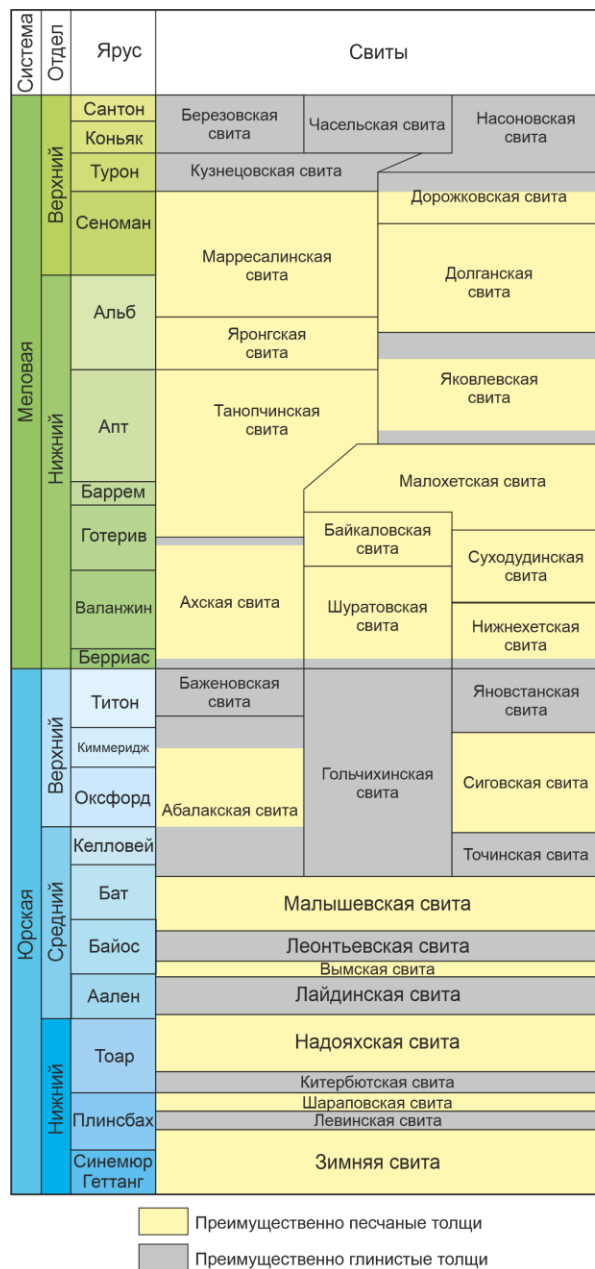 Система
Отдел
Ярус
Свиты
Меловая
Верхний
Сантон
Коньяк
Турон
Сеноман
Нижний
Альб
Апт
Баррем
Готерив
Валанжин
Берриас
Юрская
Верхний
Титон
Киммеридж
Оксфорд
Средний
Келловей
Бат
Байос
Аален
Нижний
Тоар
Плинсбах
Синемюр
Геттанг
Березовская
свита
Часельская свита
Насоновская
свита
Кузнецовская свита
Дорожковская свита
Марресалинская
свита
Долганская
свита
Яронгская
свита
Яковлевская
свита
Танопчинская
свита
Малохетская свита
Байкаловская
свита
Суходудинская
свита
Ахская свита
Шуратовская
свита
Нижнехетская
свита
Баженовская
свита
Яновстанская
свита
Гольчихинская
свита
Сиговская свита
Абалакская свита
Точинская свита
Малышевская свита
Леонтьевская свита
Вымская свита
Лайдинская свита
Надояхская свита
Китербютская свита
Шараповская свита
Левинская свита
Зимняя свита
Преимущественно песчаные толщи
Преимущественно глинистые толщи